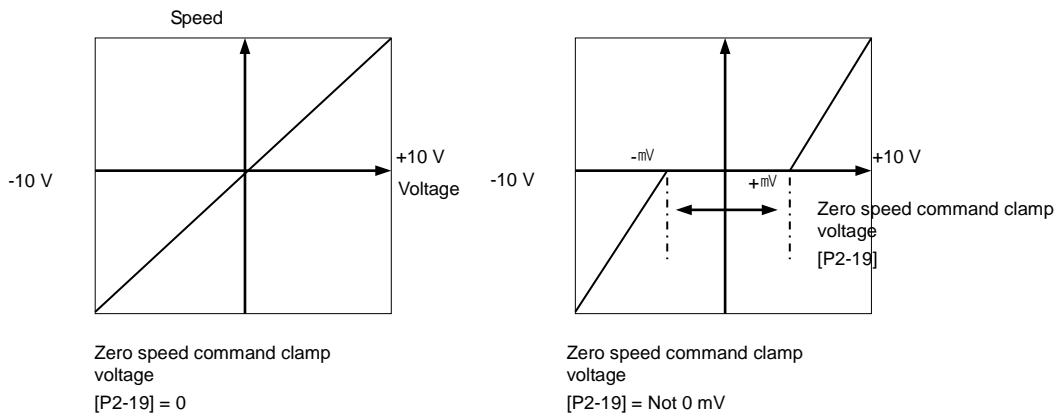 Speed
+10 V
-10 V
Voltage
Zero speed command clamp
voltage
[P2-19] = 0
-㎷
+10 V
-10 V
+㎷
Zero speed command clamp
voltage
[P2-19]
Zero speed command clamp
voltage
[P2-19] = Not 0 mV